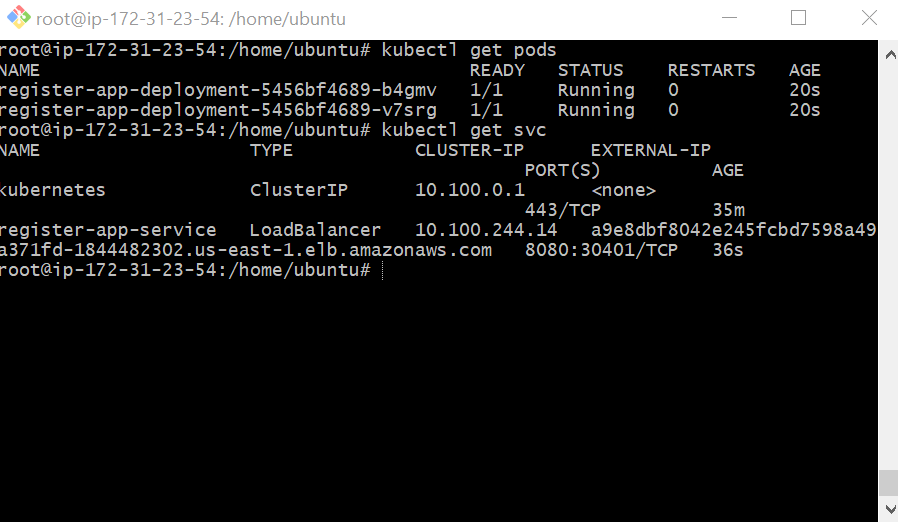 root@ip-172-31-23-54: /home/ubuntu
root@ip-172-31-23-54:/home/ubuntu# kubectl get pods
NAME                                       READY   STATUS    RESTARTS   AGE
register-app-deployment-5456bf4689-b4gmv   1/1     Running   0          20s
register-app-deployment-5456bf4689-v7srg   1/1     Running   0          20s
root@ip-172-31-23-54:/home/ubuntu# kubectl get svc
NAME                   TYPE           CLUSTER-IP      EXTERNAL-IP
                                                PORT(S)          AGE
kubernetes             ClusterIP      10.100.0.1      <none>
                                                443/TCP          35m
register-app-service   LoadBalancer   10.100.244.14   a9e8dbf8042e245fcbd7598a49
a371fd-1844482302.us-east-1.elb.amazonaws.com   8080:30401/TCP   36s
root@ip-172-31-23-54:/home/ubuntu#